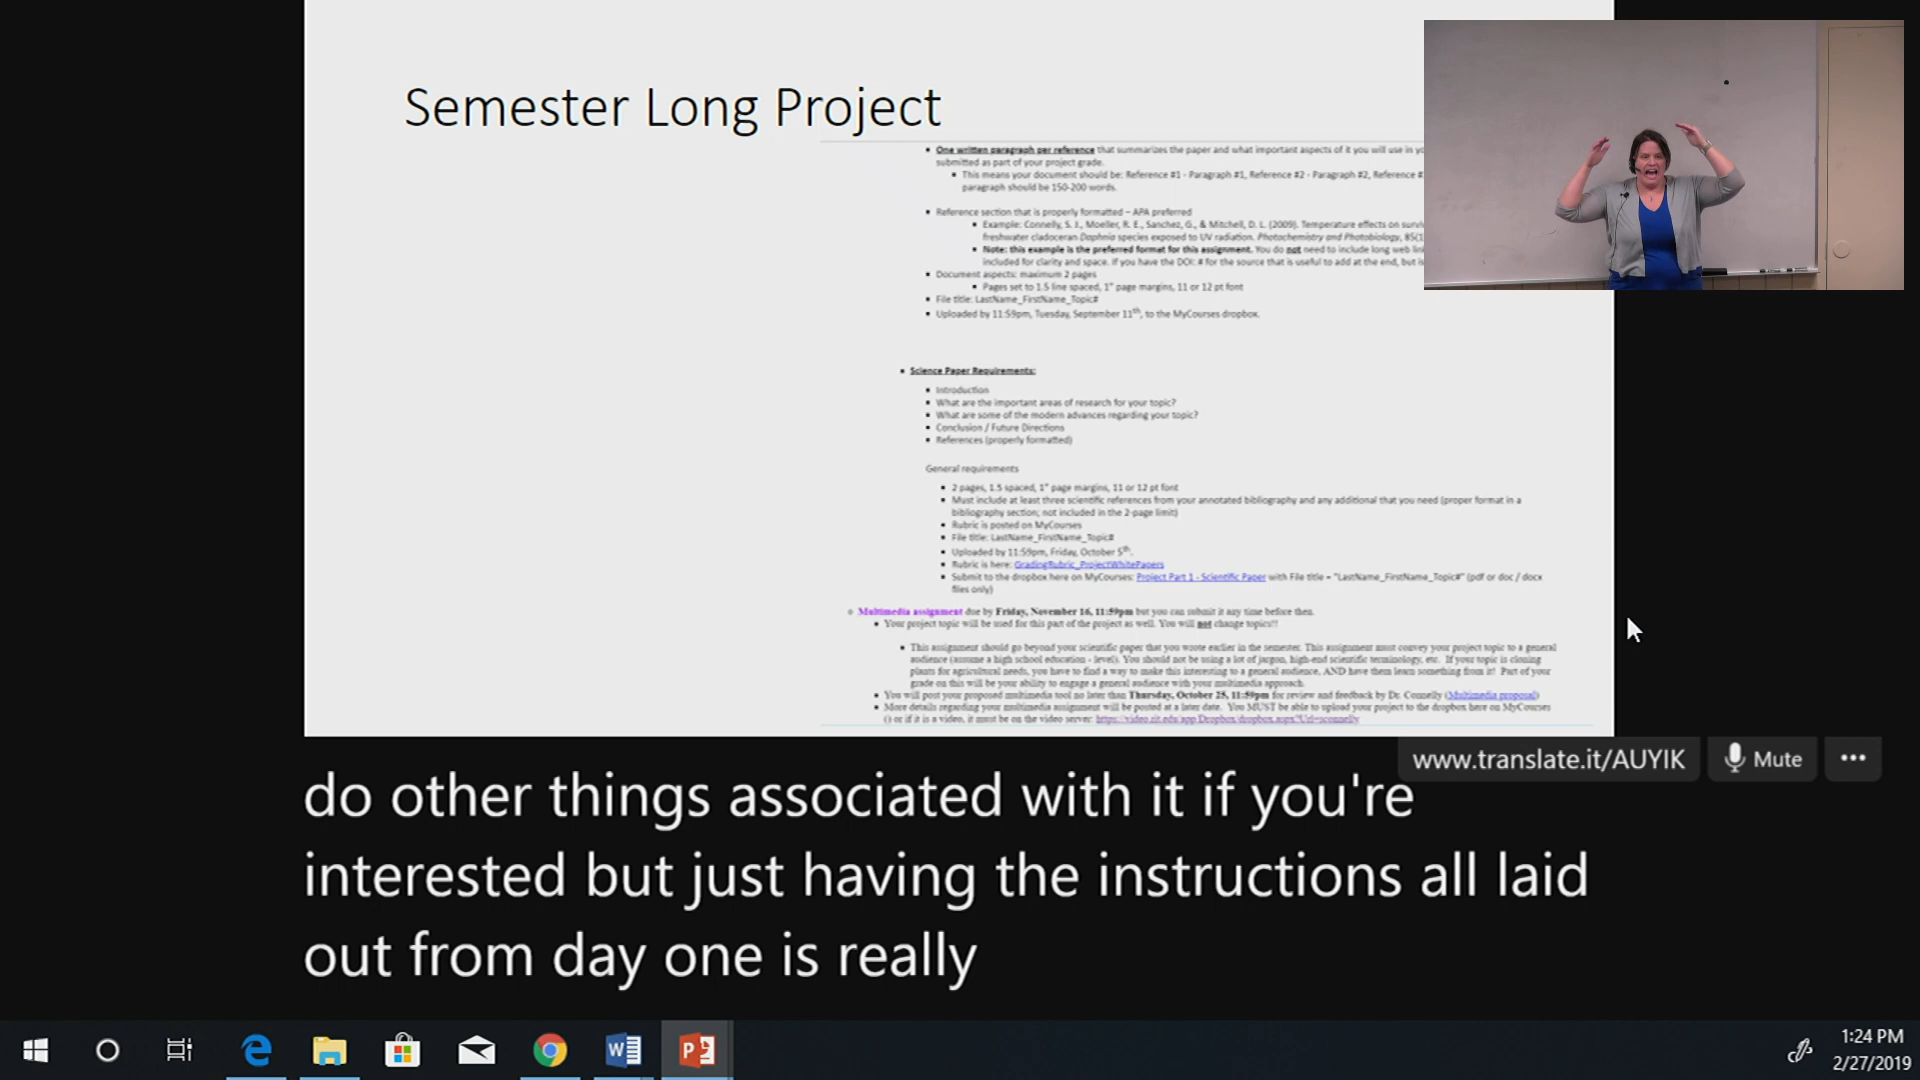 Semester Long Project
One written paragraph per reference that summarizes the paper and what important aspects of it you will use in yo
submitted as part of your project grade.
This means your document should be: Reference #1 - Paragraph #1, Reference #2 - Paragraph #2, Reference #
paragraph should be 150-200 words.
Reference section that is properly formatted – APA preferred
Example: Connelly, S. J., Moeller, R. E., Sanchez, G., & Mitchell, D. L. (2009). Temperature effects on survi
freshwater cladoceran Daphnia species exposed to UV radiation. Photochemistry and Photobiology, 85(1
Note: this example is the preferred format for this assignment. You do not need to include long web lin
included for clarity and space. If you have the DOI: # for the source that is useful to add at the end, but is
Document aspects: maximum 2 pages
Pages set to 1.5 line spaced, 1" page margins, 11 or 12 pt font
File title: LastName_FirstName_Topic#
Uploaded by 11:59pm, Tuesday, September 11th, to the MyCourses dropbox.
Science Paper Requirements:
Introduction
What are the important areas of research for your topic?
What are some of the modern advances regarding your topic?
Conclusion / Future Directions
References (properly formatted)
General requirements
2 pages, 1.5 spaced, 1" page margins, 11 or 12 pt font
Must include at least three scientific references from your annotated bibliography and any additional that you need (proper format in a
bibliography section; not included in the 2-page limit)
Rubric is posted on MyCourses
File title: LastName_FirstName_Topic#
Uploaded by 11:59pm, Friday, October 5th.
Rubric is here: GradingRubric_ProjectWhitePapers
Submit to the dropbox here on MyCourses: Project Part 1 - Scientific Paper with File title = "LastName_FirstName_Topic#" (pdf or doc / docx
files only)
Multimedia assignment due by Friday, November 16, 11:59pm but you can submit it any time before then.
Your project topic will be used for this part of the project as well. You will not change topics!!
This assignment should go beyond your scientific paper that you wrote earlier in the semester. This assignment must convey your project topic to a general
audience (assume a high school education - level). You should not be using a lot of jargon, high-end scientific terminology, etc. If your topic is cloning
plants for agricultural needs, you have to find a way to make this interesting to a general audience, AND have them learn something from it! Part of your
grade on this will be your ability to engage a general audience with your multimedia approach.
You will post your proposed multimedia tool no later than Thursday, October 25, 11:59pm for review and feedback by Dr. Connelly (Multimedia proposal)
More details regarding your multimedia assignment will be posted at a later date. You MUST be able to upload your project to the dropbox here on MyCourses
() or if it is a video, it must be on the video server: https://video.rit.edu/app/Dropbox/dropbox.aspx?Url=sconnelly
www.translate.it/AUYIK Mute
do other things associated with it if you're
interested but just having the instructions all laid
out from day one is really
1:24 PM
2/27/2019